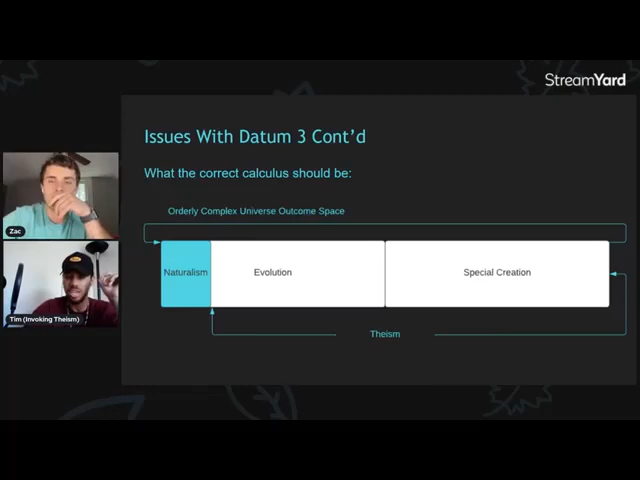 StreamYard
Issues With Datum 3 Cont'd
What the correct calculus should be:
Orderly Complex Universe Outcome Space
Naturalism
Evolution
Special Creation
Theism
Zac
Tim (Invoking Theism)